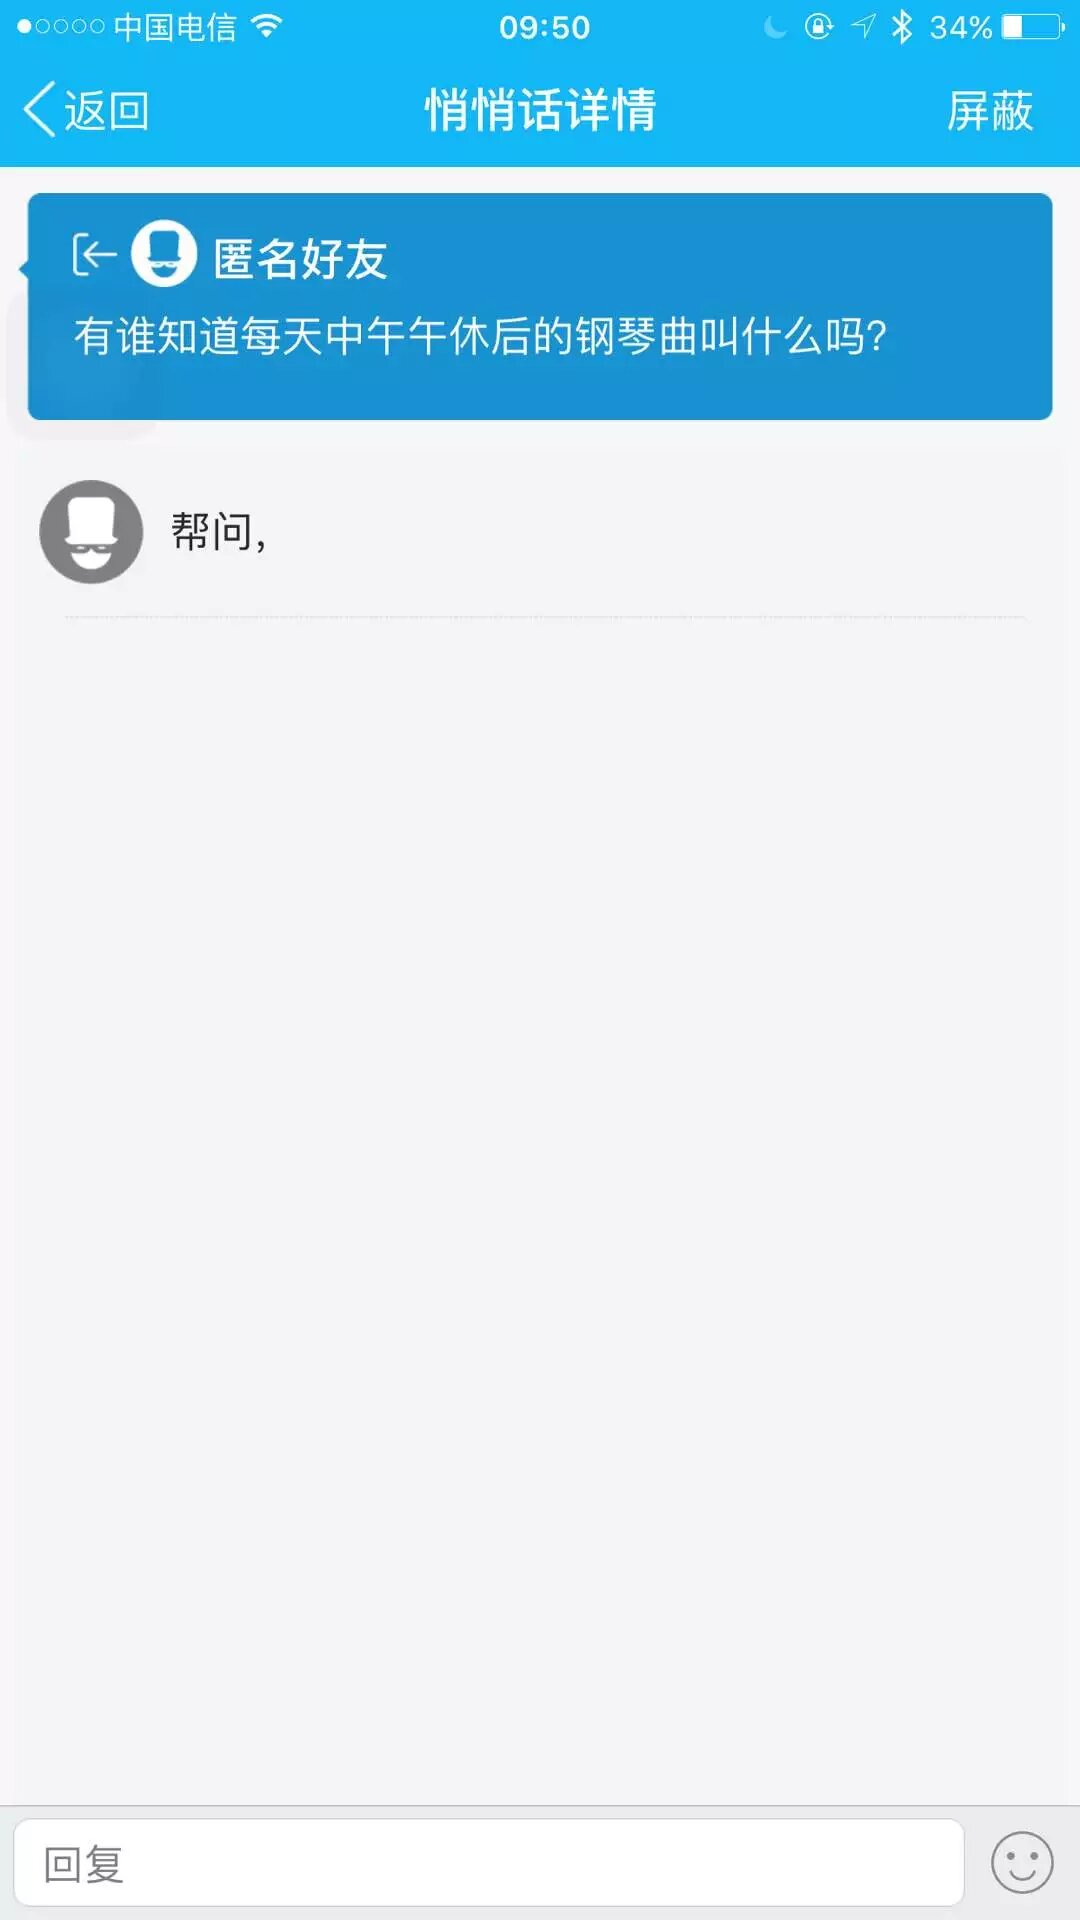 中国电信 09:50 34%
返回 悄悄话详情 屏蔽
匿名好友
有谁知道每天中午午休后的钢琴曲叫什么吗?
帮问,
回复